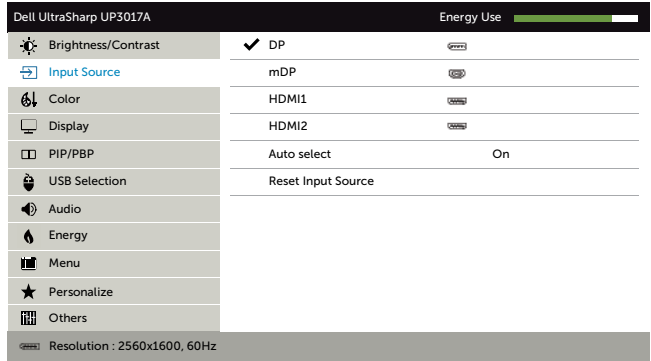 Dell UltraSharp UP3017A
Energy Use
Brightness/Contrast
Input Source
Color
Display
PIP/PBP
USB Selection
Audio
Energy
Menu
Personalize
Others
DP
mDP
HDMI1
HDMI2
Auto select On
Reset Input Source
Resolution : 2560x1600, 60Hz